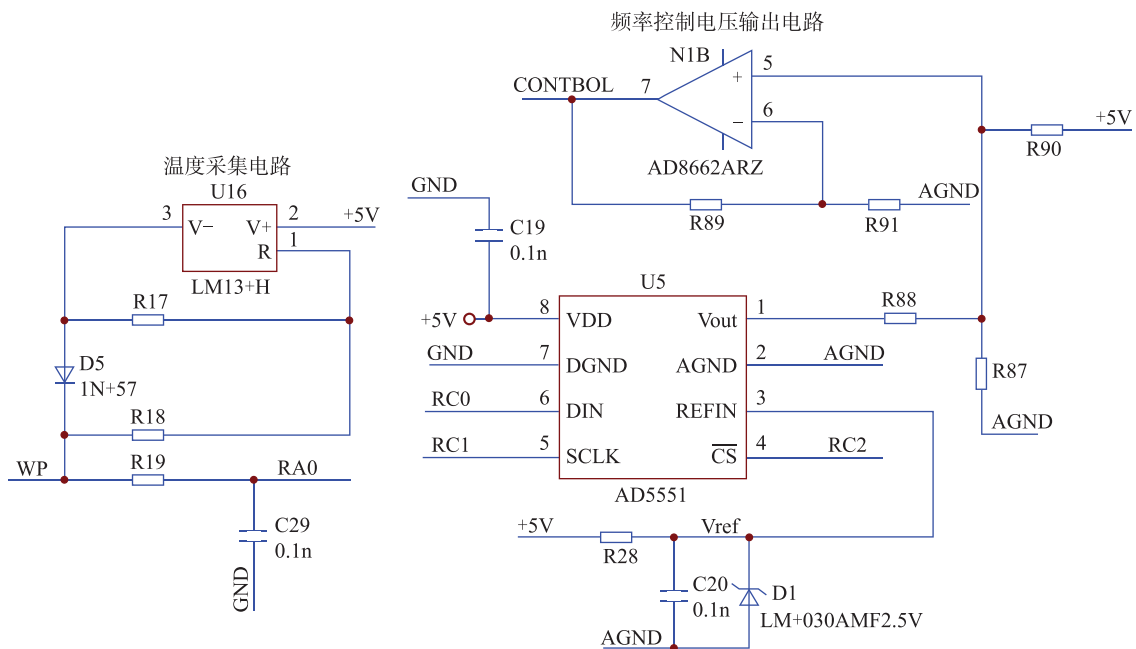 频率控制电压输出电路
N1B
5
+
CONTBOL
7
6
−
AD8662ARZ
+5V
R90
AGND
R89
R91
温度采集电路
U16
3
V−
V+
2
+5V
R
1
LM13+H
R17
D5
1N+57
R18
WP
R19
RA0
C29
0.1n
GND
GND
C19
0.1n
U5
+5V
8
VDD
Vout
1
R88
GND
7
DGND
AGND
2
AGND
R87
AGND
RC0
6
DIN
REFIN
3
RC1
5
SCLK
CS
4
RC2
AD5551
+5V
R28
Vref
C20
0.1n
D1
LM+030AMF2.5V
AGND